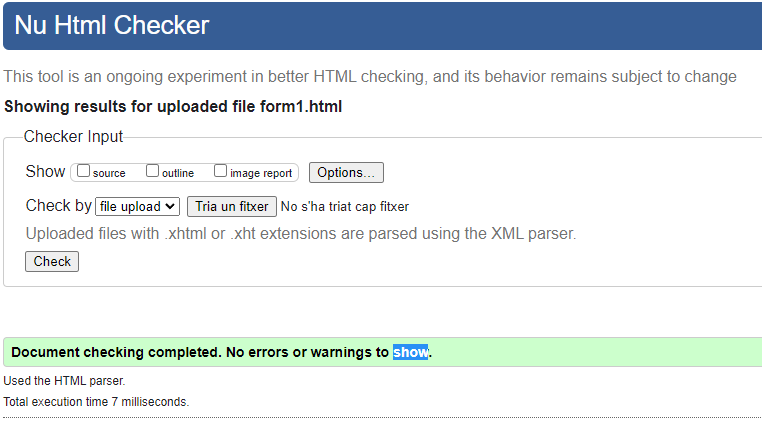 Nu Html Checker
This tool is an ongoing experiment in better HTML checking, and its behavior remains subject to change
Showing results for uploaded file form1.html
Checker Input
Show source outline image report Options...
Check by file upload Tria un fitxer No s'ha triat cap fitxer
Uploaded files with .xhtml or .xht extensions are parsed using the XML parser.
Check
Document checking completed. No errors or warnings to show.
Used the HTML parser.
Total execution time 7 milliseconds.